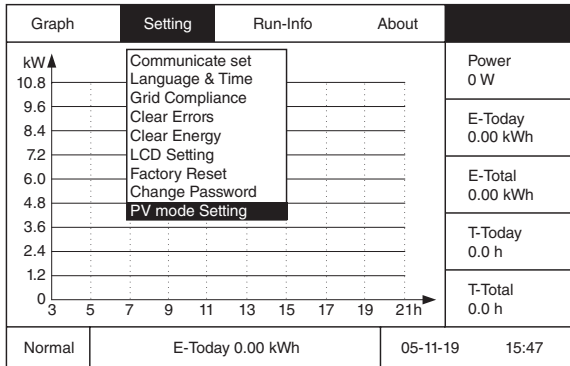 Graph Setting Run-Info About
kW
10.8
9.6
8.4
7.2
6.0
4.8
3.6
2.4
1.2
0
3 5 7 9 11 13 15 17 19 21h
Communicate set
Language & Time
Grid Compliance
Clear Errors
Clear Energy
LCD Setting
Factory Reset
Change Password
PV mode Setting
Power
0 W
E-Today
0.00 kWh
E-Total
0.00 kWh
T-Today
0.0 h
T-Total
0.0 h
Normal E-Today 0.00 kWh 05-11-19 15:47